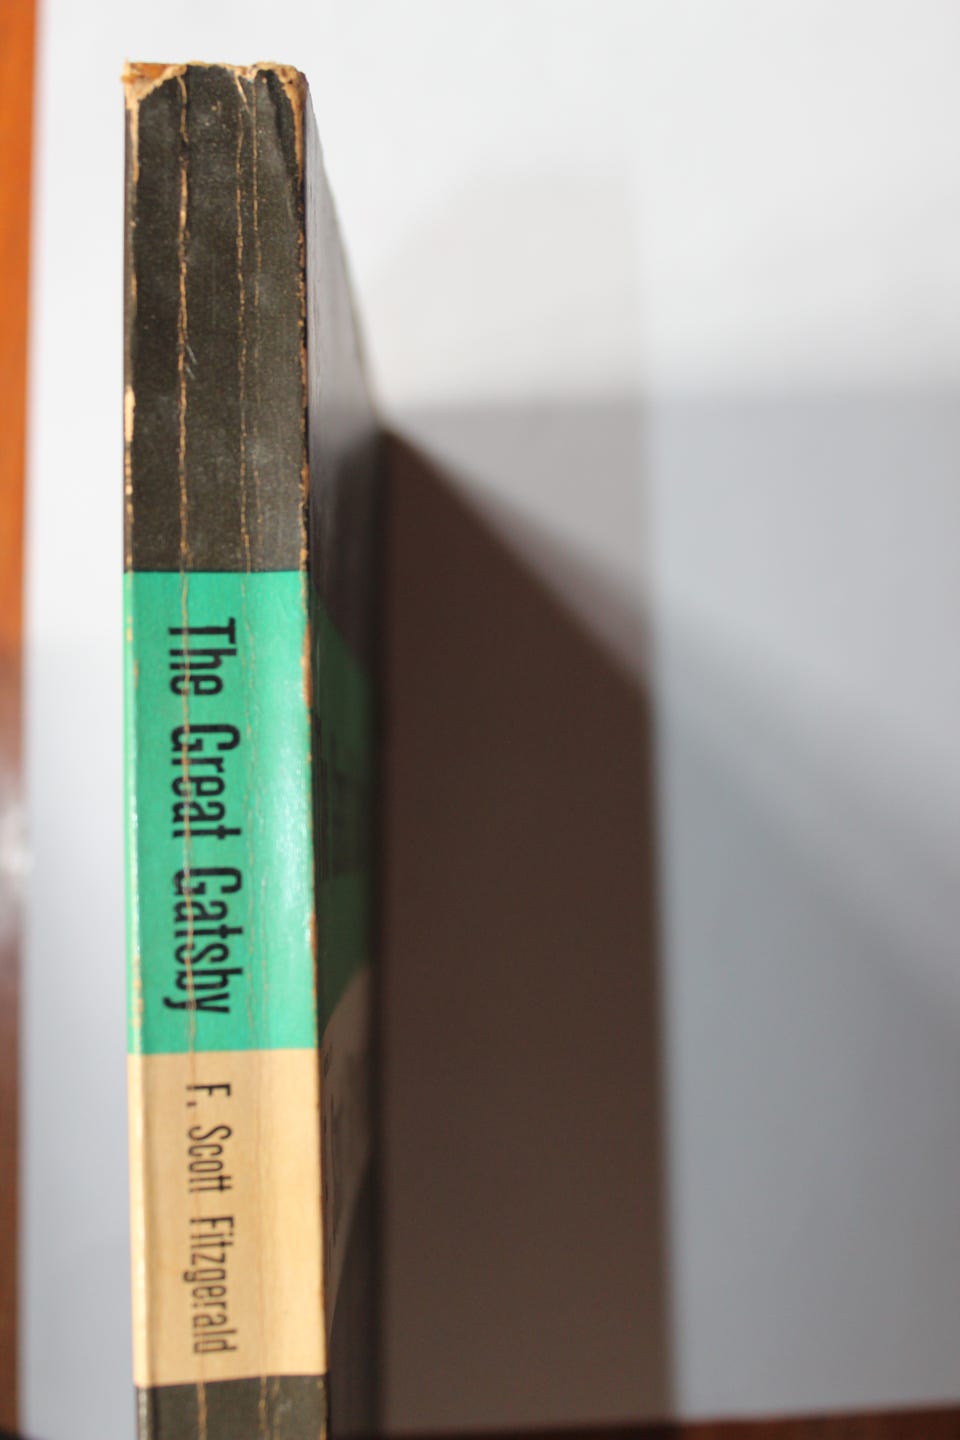 The Great Gatsby
F. Scott Fitzgerald